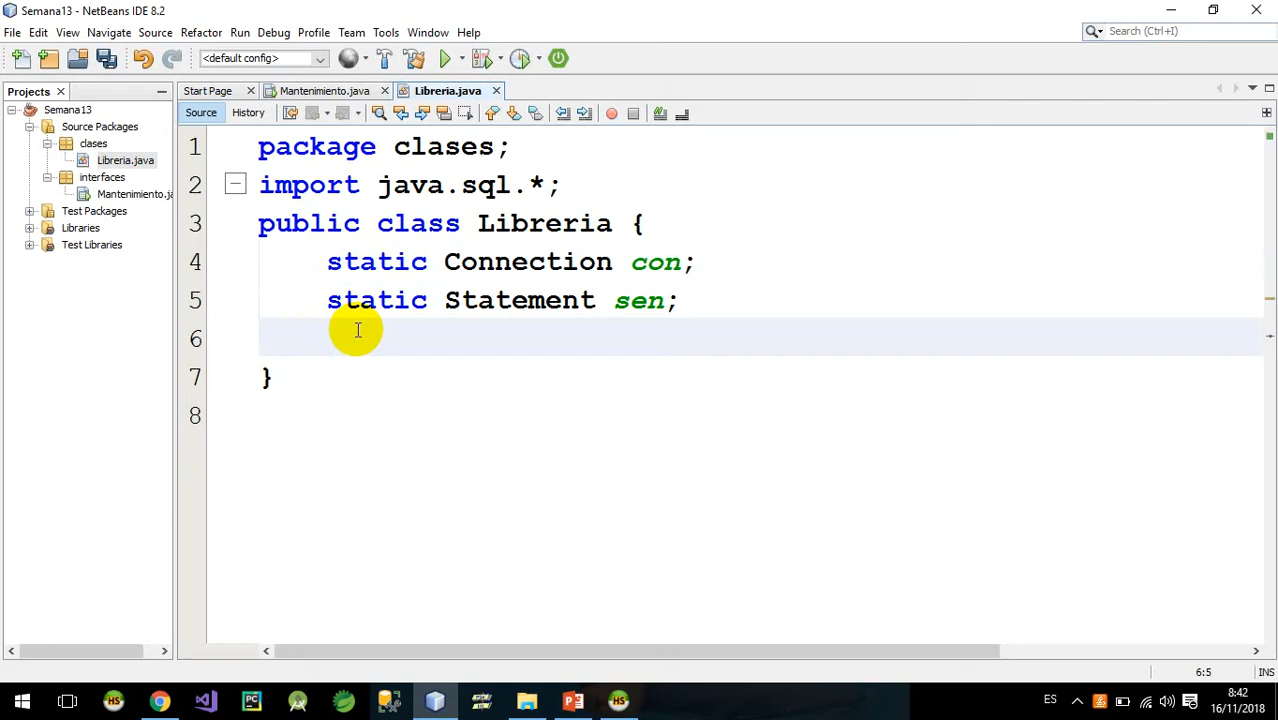 Semana13 - NetBeans IDE 8.2
File Edit View Navigate Source Refactor Run Debug Profile Team Tools Window Help
Search (Ctrl+I)
<default config>
Projects
Start Page Mantenimiento.java Libreria.java
Source History
Semana13
Source Packages
clases
Libreria.java
interfaces
Mantenimiento.ja
Test Packages
Libraries
Test Libraries
1 package clases;
2 import java.sql.*;
3 public class Libreria {
4 static Connection con;
5 static Statement sen;
6
7 }
8
6:5 INS
HS
PC
HS
ES
8:42
16/11/2018